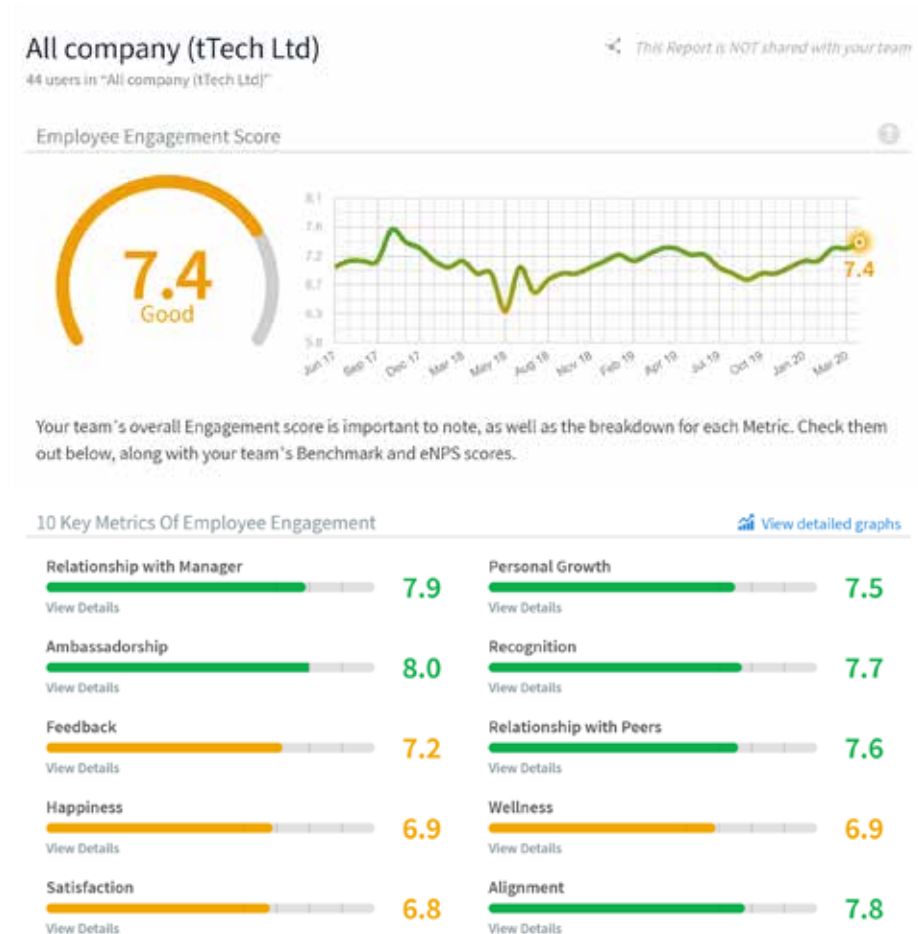 All company (tTech Ltd)
This Report is NOT shared with your team
44 users in "All company (tTech Ltd)"
Employee Engagement Score
8.1
7.6
7.2
6.7
6.3
5.8
7.4
Good
7.4
Jun 17 Sep 17 Dec 17 Mar 18 May 18 Aug 18 Nov 18 Feb 19 Apr 19 Jul 19 Oct 19 Jan 20 Mar 20
Your team's overall Engagement score is important to note, as well as the breakdown for each Metric. Check them
out below, along with your team's Benchmark and eNPS scores.
10 Key Metrics Of Employee Engagement
View detailed graphs
Relationship with Manager
7.9
View Details
Personal Growth
7.5
View Details
Ambassadorship
8.0
View Details
Recognition
7.7
View Details
Feedback
7.2
View Details
Relationship with Peers
7.6
View Details
Happiness
6.9
View Details
Wellness
6.9
View Details
Satisfaction
6.8
View Details
Alignment
7.8
View Details